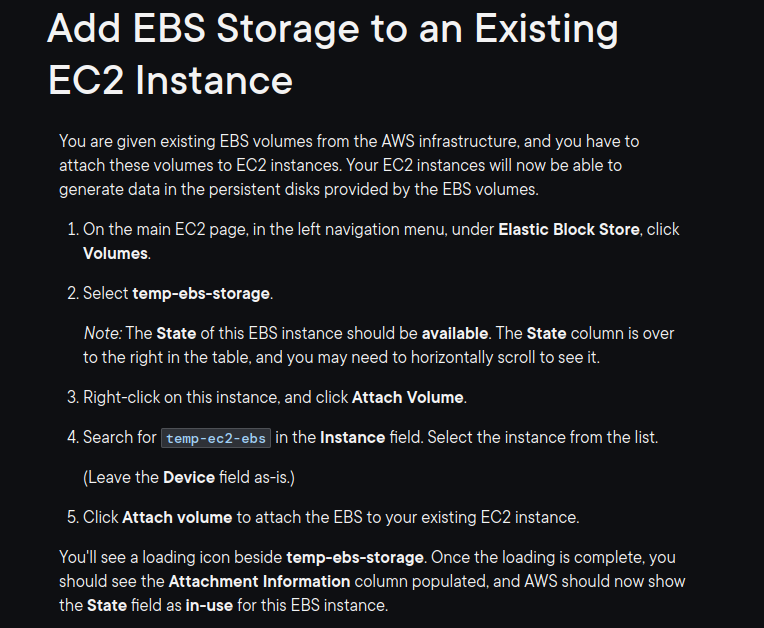 Add EBS Storage to an Existing
EC2 Instance
You are given existing EBS volumes from the AWS infrastructure, and you have to
attach these volumes to EC2 instances. Your EC2 instances will now be able to
generate data in the persistent disks provided by the EBS volumes.
1. On the main EC2 page, in the left navigation menu, under Elastic Block Store, click
Volumes.
2. Select temp-ebs-storage.
Note: The State of this EBS instance should be available. The State column is over
to the right in the table, and you may need to horizontally scroll to see it.
3. Right-click on this instance, and click Attach Volume.
4. Search for temp-ec2-ebs in the Instance field. Select the instance from the list.
(Leave the Device field as-is.)
5. Click Attach volume to attach the EBS to your existing EC2 instance.
You'll see a loading icon beside temp-ebs-storage. Once the loading is complete, you
should see the Attachment Information column populated, and AWS should now show
the State field as in-use for this EBS instance.